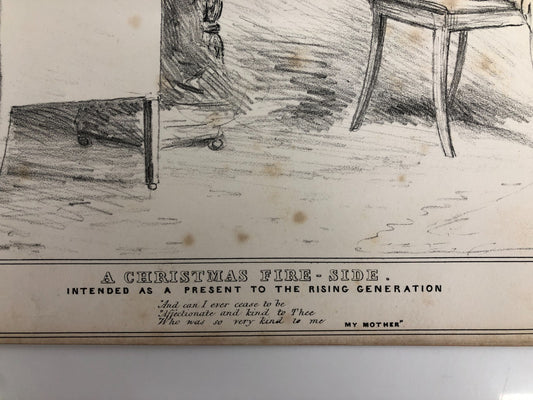 A CHRISTMAS FIRE-SIDE.
INTENDED AS A PRESENT TO THE RISING GENERATION
"And can I ever cease to be
"Affectionate and kind to Thee
"Who was so very kind to me MY MOTHER"